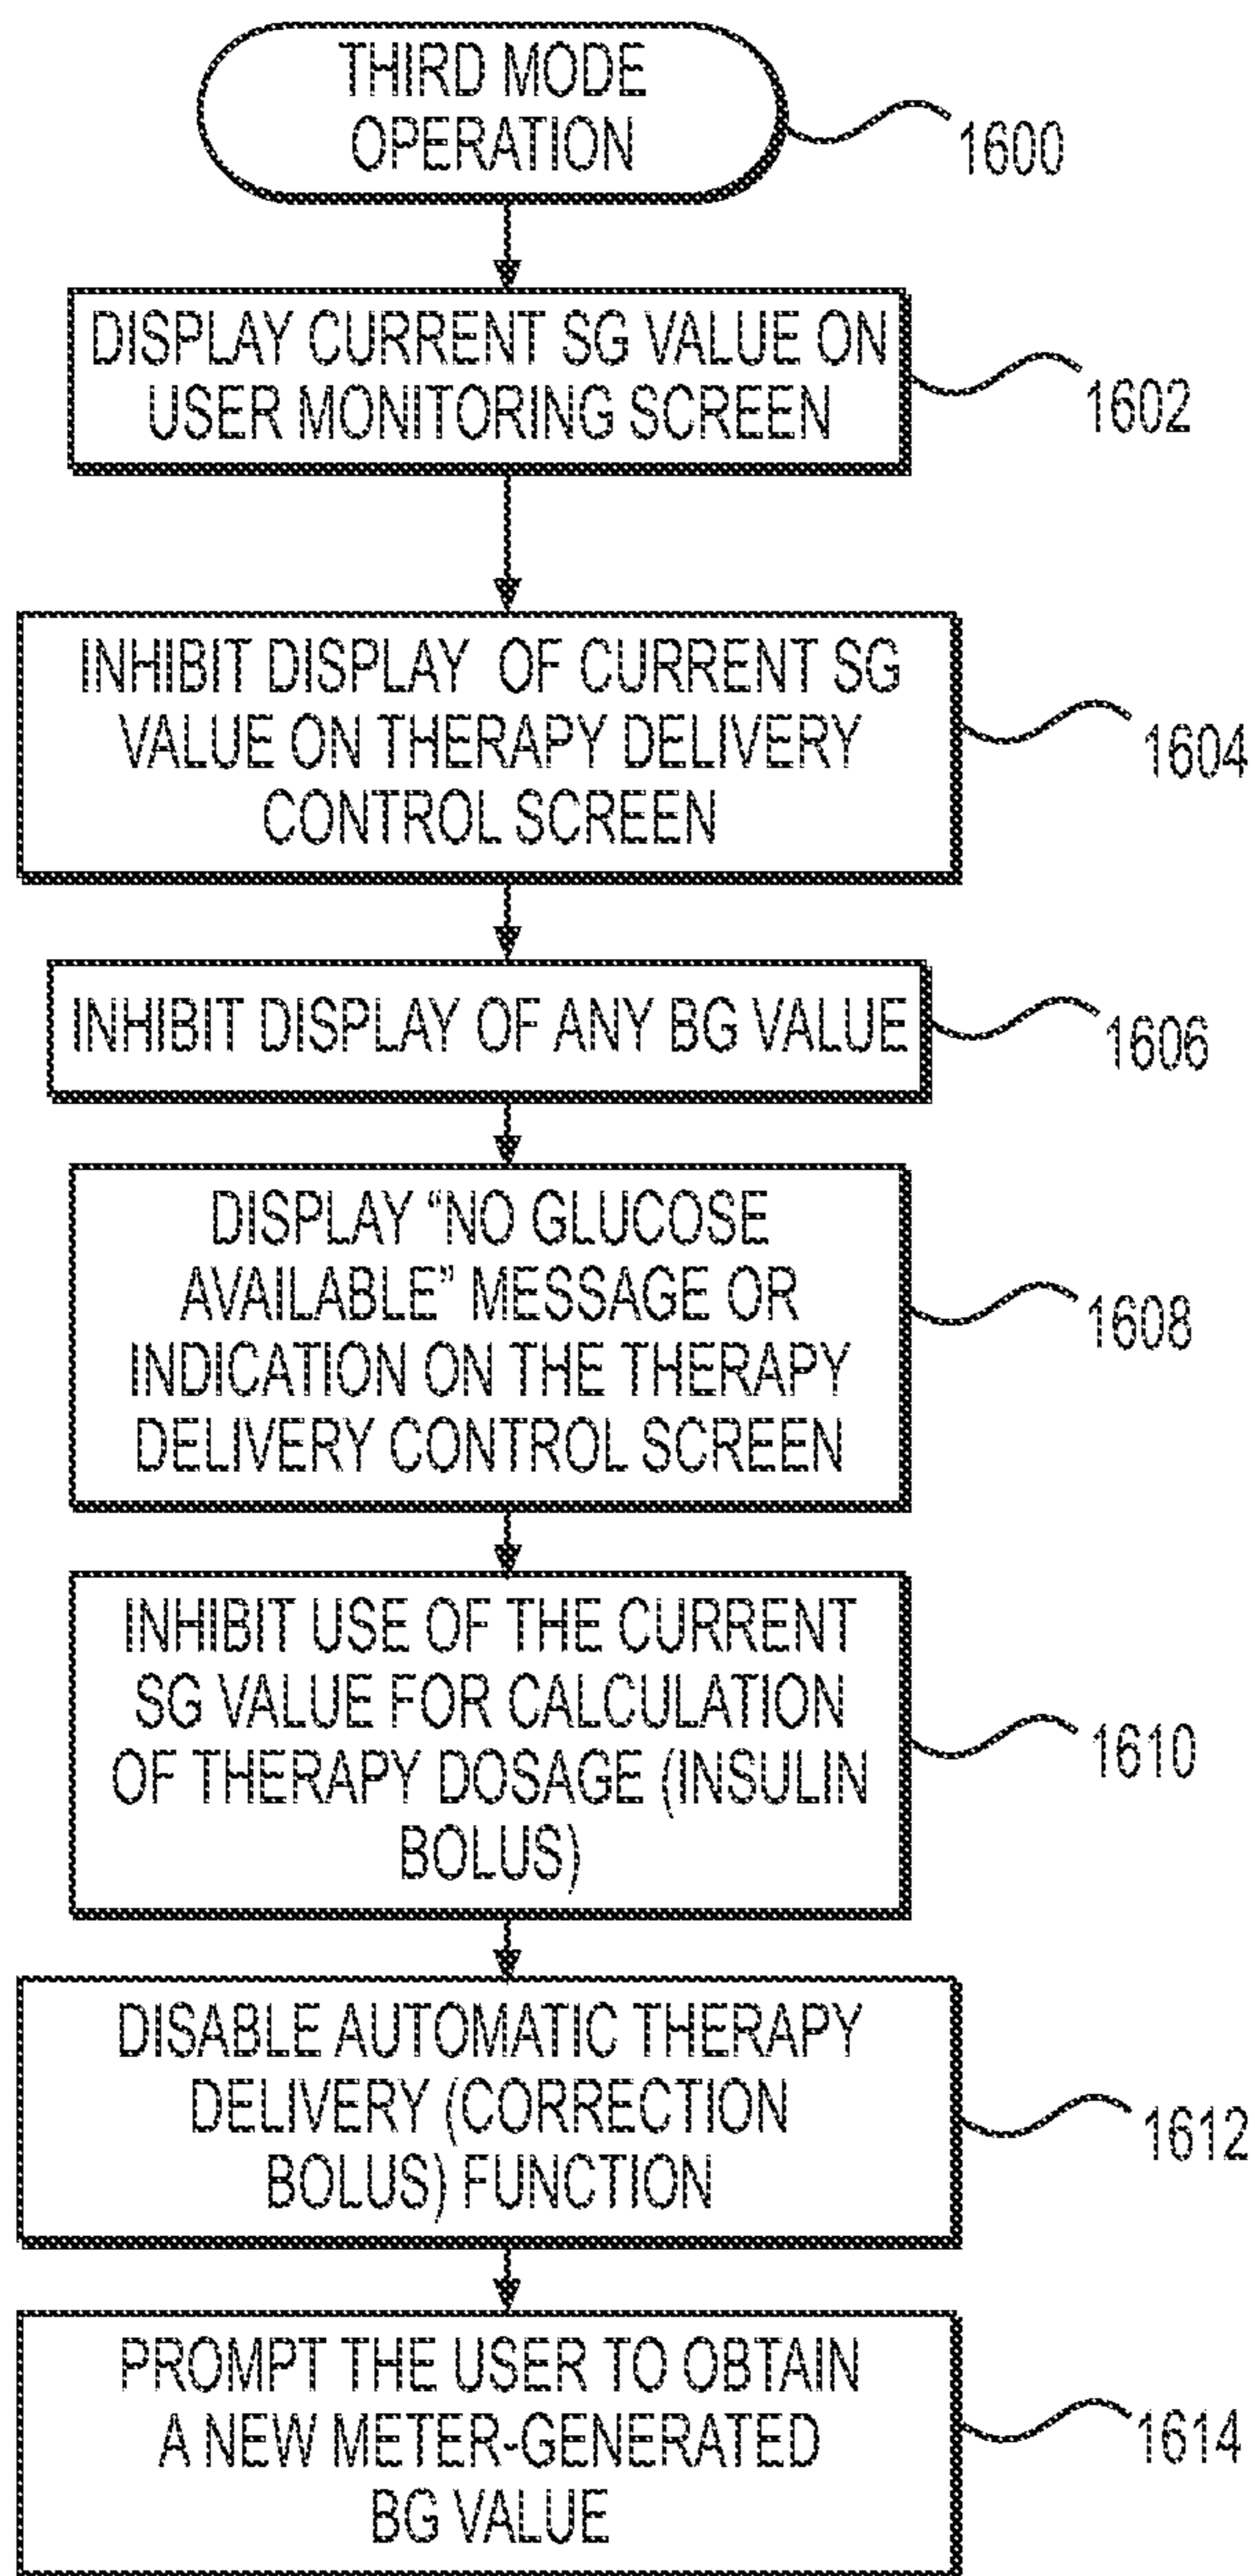 THIRD MODE
OPERATION
1600
DISPLAY CURRENT SG VALUE ON
USER MONITORING SCREEN
1602
INHIBIT DISPLAY OF CURRENT SG
VALUE ON THERAPY DELIVERY
CONTROL SCREEN
1604
INHIBIT DISPLAY OF ANY BG VALUE
1606
DISPLAY “NO GLUCOSE
AVAILABLE” MESSAGE OR
INDICATION ON THE THERAPY
DELIVERY CONTROL SCREEN
1608
INHIBIT USE OF THE CURRENT
SG VALUE FOR CALCULATION
OF THERAPY DOSAGE (INSULIN
BOLUS)
1610
DISABLE AUTOMATIC THERAPY
DELIVERY (CORRECTION
BOLUS) FUNCTION
1612
PROMPT THE USER TO OBTAIN
A NEW METER-GENERATED
BG VALUE
1614